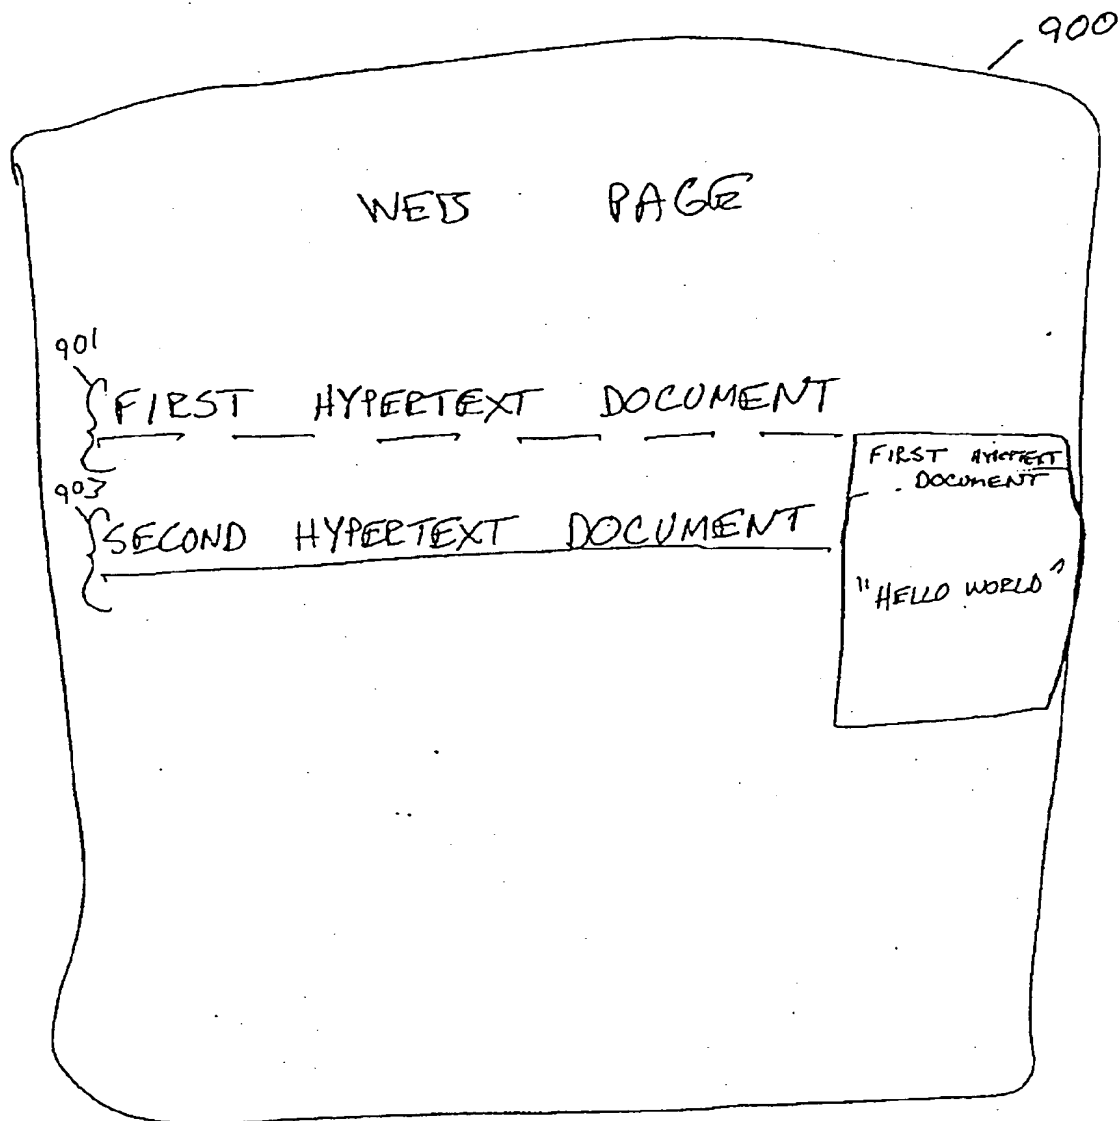 900
WEB PAGE
901
FIRST HYPERTEXT DOCUMENT
FIRST HYPERTEXT
DOCUMENT
903
SECOND HYPERTEXT DOCUMENT
"HELLO WORLD"